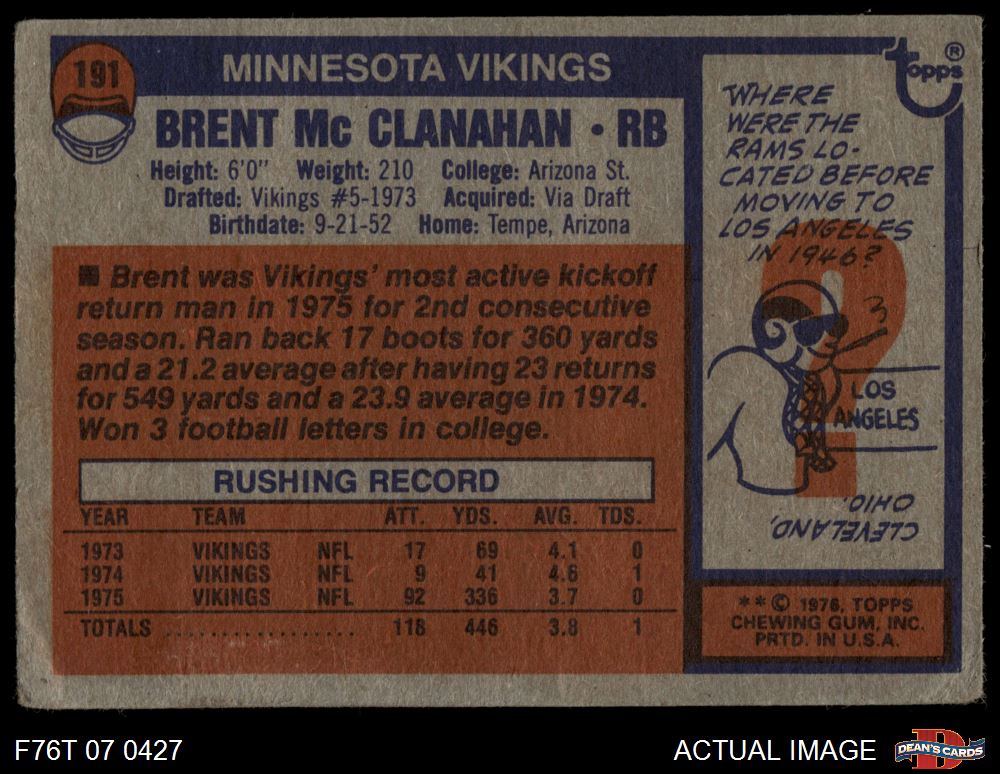 191
MINNESOTA VIKINGS
BRENT Mc CLANAHAN • RB
Height: 6'0" Weight: 210 College: Arizona St.
Drafted: Vikings #5-1973 Acquired: Via Draft
Birthdate: 9-21-52 Home: Tempe, Arizona
■ Brent was Vikings' most active kickoff
return man in 1975 for 2nd consecutive
season. Ran back 17 boots for 360 yards
and a 21.2 average after having 23 returns
for 549 yards and a 23.9 average in 1974.
Won 3 football letters in college.
RUSHING RECORD
YEAR TEAM ATT. YDS. AVG. TDS.
1973 VIKINGS NFL 17 69 4.1 0
1974 VIKINGS NFL 9 41 4.6 1
1975 VIKINGS NFL 92 336 3.7 0
TOTALS .................. 118 446 3.8 1
topps®
WHERE
WERE THE
RAMS LO-
CATED BEFORE
MOVING TO
LOS ANGELES
IN 1946?
?
LOS
ANGELES
CLEVELAND,
OHIO.
**© 1976, TOPPS
CHEWING GUM, INC.
PRTD. IN U.S.A.
F76T 07 0427
ACTUAL IMAGE
D
DEAN'S CARDS